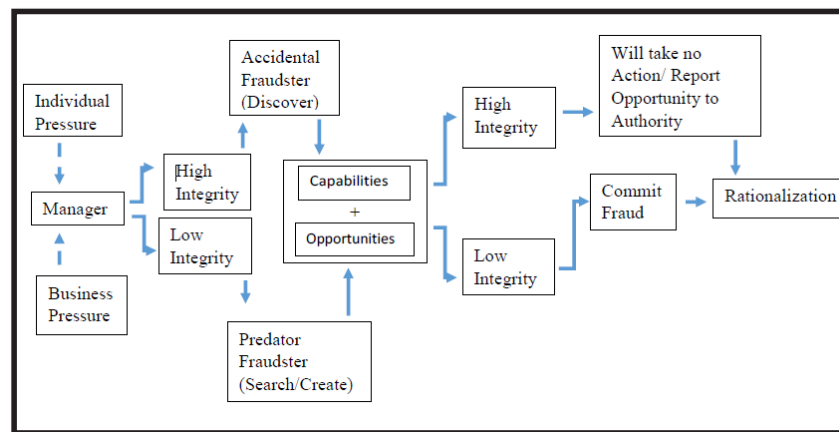 Individual
Pressure
Manager
Business
Pressure
High
Integrity
Low
Integrity
Accidental
Fraudster
(Discover)
Predator
Fraudster
(Search/Create)
Capabilities
+
Opportunities
High
Integrity
Low
Integrity
Will take no
Action/ Report
Opportunity to
Authority
Commit
Fraud
Rationalization